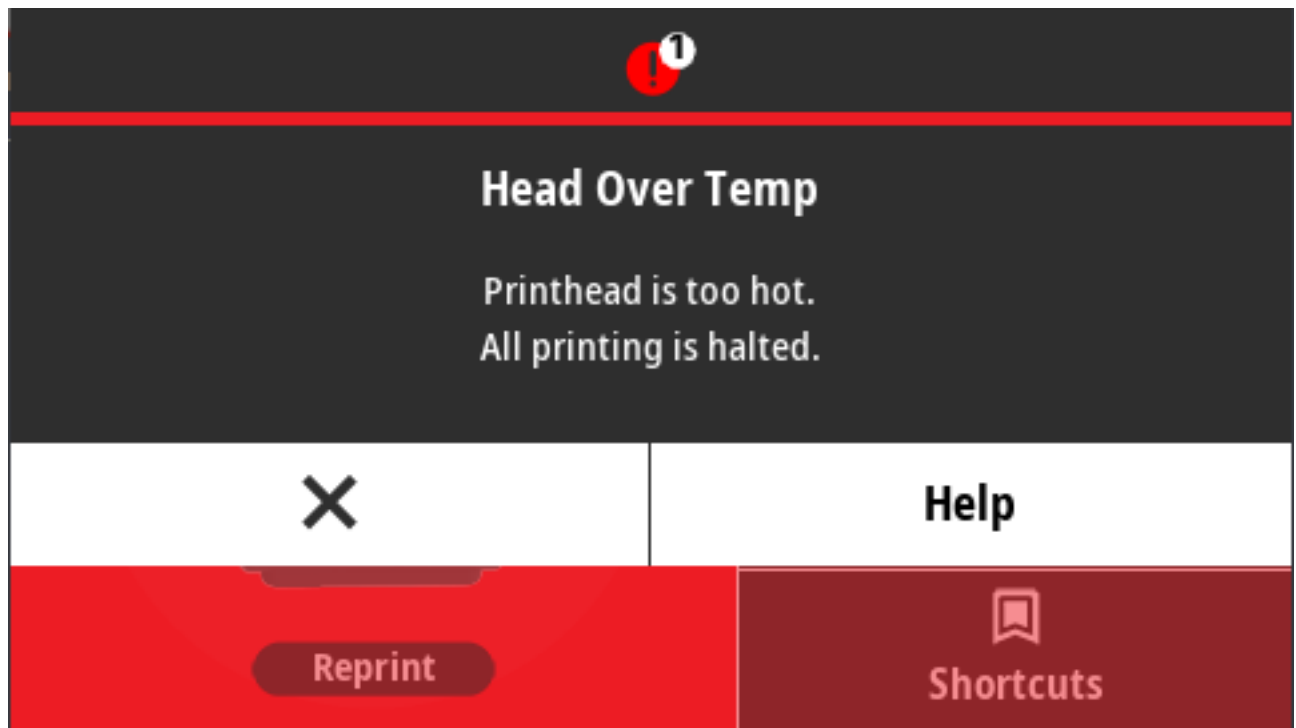 1
Head Over Temp
Printhead is too hot.
All printing is halted.
Help
Reprint
Shortcuts